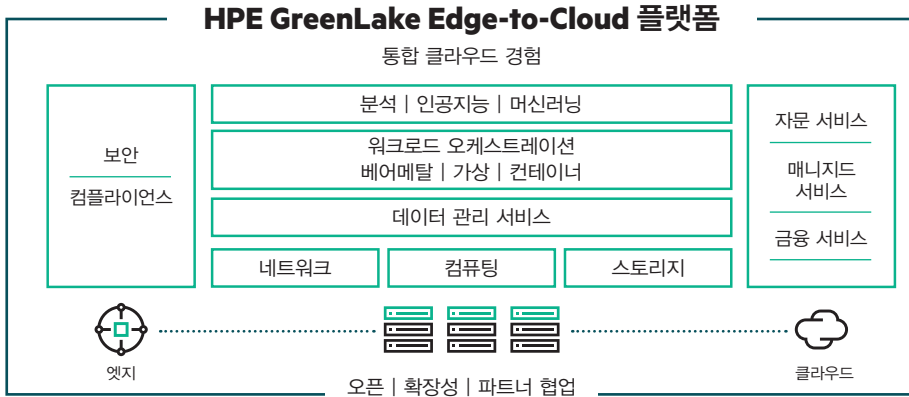 HPE GreenLake Edge-to-Cloud 플랫폼
통합 클라우드 경험
보안
컴플라이언스
분석 | 인공지능 | 머신러닝
워크로드 오케스트레이션
베어메탈 | 가상 | 컨테이너
데이터 관리 서비스
네트워크
컴퓨팅
스토리지
자문 서비스
매니지드
서비스
금융 서비스
엣지
클라우드
오픈 | 확장성 | 파트너 협업